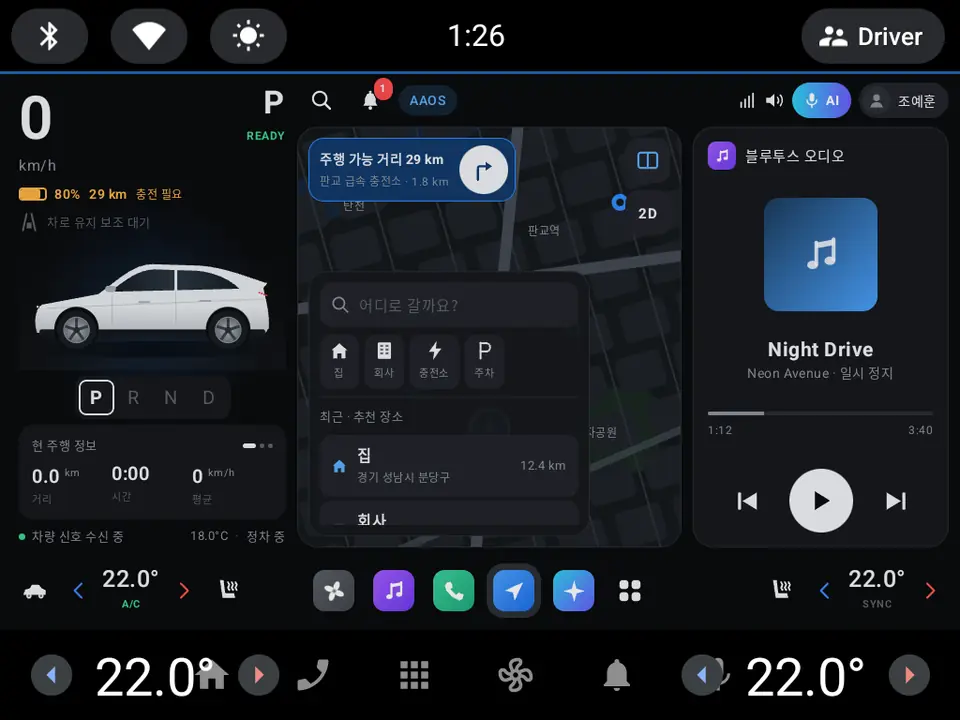 1:26
Driver
0
km/h
P
READY
80% 29 km 충전 필요
차로 유지 보조 대기
P R N D
현 주행 정보
0.0 km
거리
0:00
시간
0 km/h
평균
차량 신호 수신 중
18.0°C · 정차 중
1
AAOS
AI
조예훈
주행 가능 거리 29 km
판교 급속 충전소 · 1.8 km
탄천
판교역
2D
어디로 갈까요?
집
회사
충전소
P
주차
최근 · 추천 장소
집
경기 성남시 분당구
12.4 km
회사
공원
블루투스 오디오
Night Drive
Neon Avenue · 일시 정지
1:12
3:40
22.0°
A/C
22.0°
SYNC
22.0°
22.0°